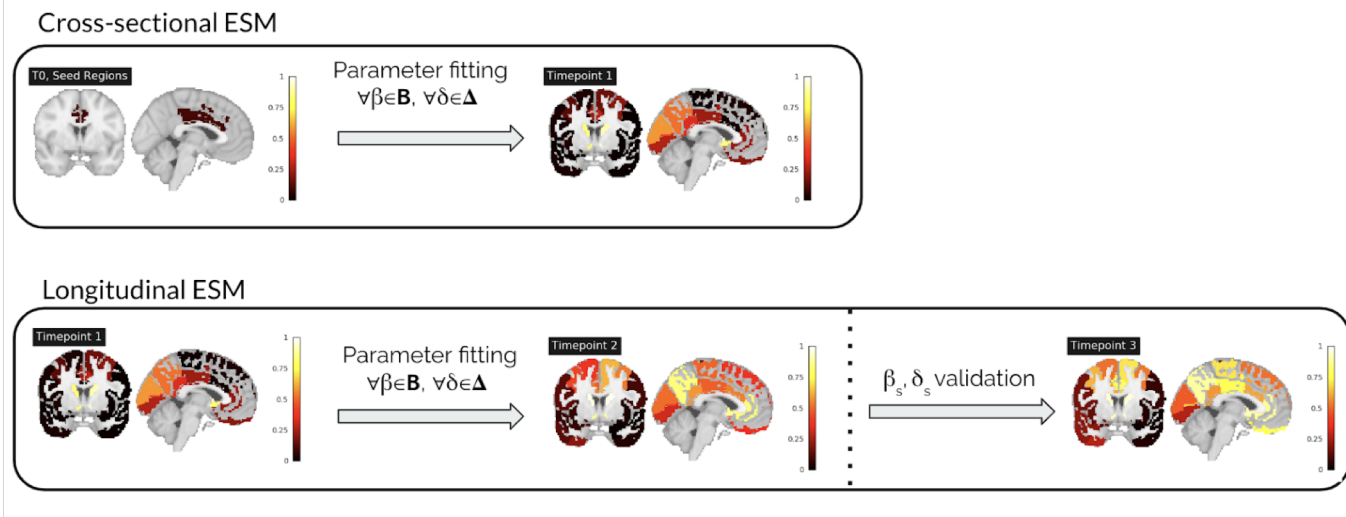 Cross-sectional ESM
T0, Seed Regions
1
0.75
0.5
0.25
0
Parameter fitting
∀β∈B, ∀δ∈Δ
Timepoint 1
1
0.75
0.5
0.25
0
Longitudinal ESM
Timepoint 1
1
0.75
0.5
0.25
0
Parameter fitting
∀β∈B, ∀δ∈Δ
Timepoint 2
1
0.75
0.5
0.25
0
βs, δs validation
Timepoint 3
1
0.75
0.5
0.25
0